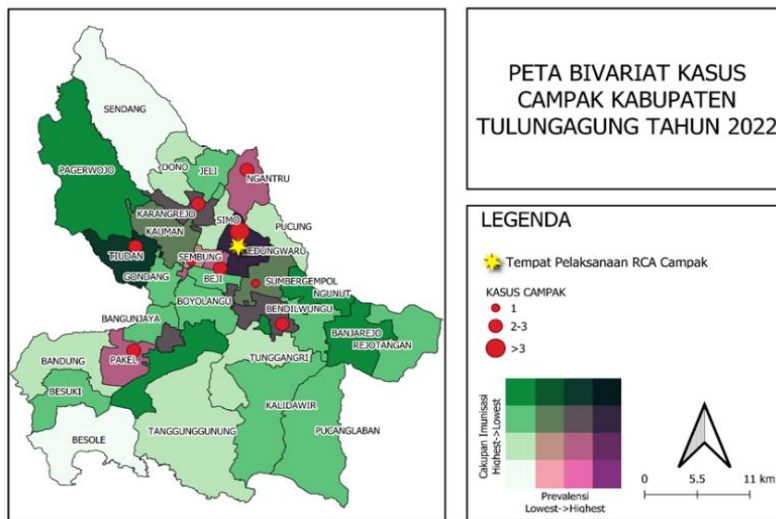 PETA BIVARIAT KASUS
CAMPAK KABUPATEN
TULUNGAGUNG TAHUN 2022
SENDANG
PAGERWOJO
DONO
JELI
NGANTRU
KARANGREJO
SIMO
KAUMAN
PUCUNG
TIUDAN
SEMBUNG
EDUNGWARU
GONDANG
BEJI
SUMBERGEMPOL
NGUNUT
BOYOLANGU
BANGUNJAYA
BENDILWUNGU
BANJAREJO
REJOTANGAN
BANDUNG
PAKEL
TUNGGANGRI
BESUKI
KALIDAWIR
BESOLE
TANGGUNGGUNUNG
PUCANGLABAN
LEGENDA
Tempat Pelaksanaan RCA Campak
KASUS CAMPAK
1
2-3
>3
Cakupan Imunisasi
Highest->Lowest
Prevalensi
Lowest->Highest
0 5.5 11 km